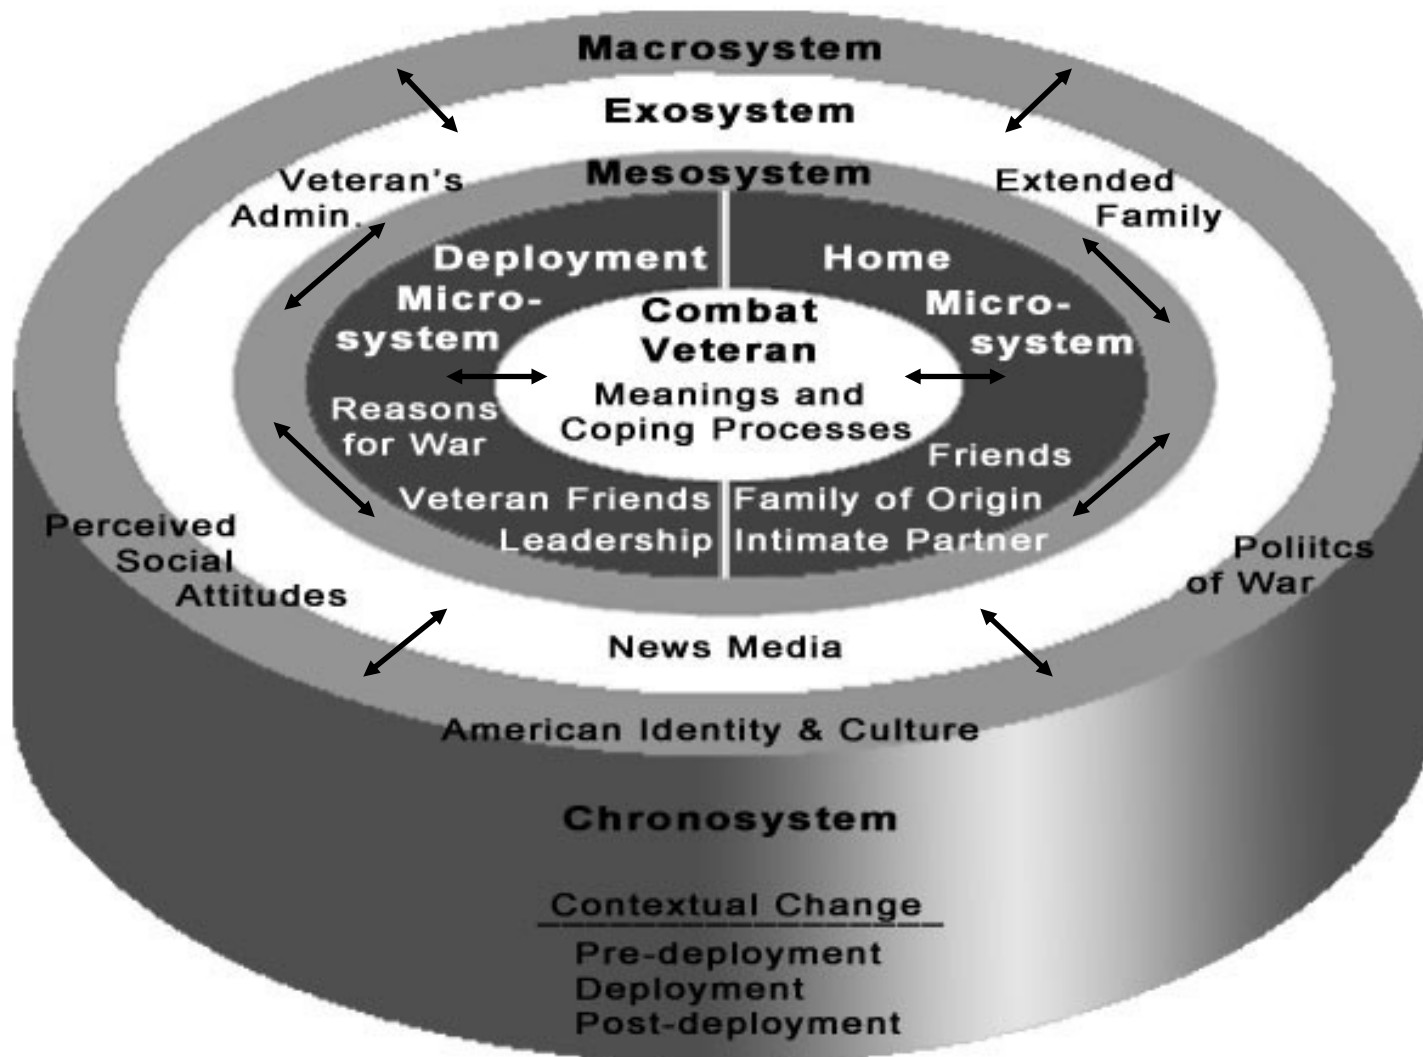 Macrosystem
Exosystem
Mesosystem
Veteran's
Admin.
Extended
Family
Deployment
Micro-
system
Home
Micro-
system
Combat
Veteran
Meanings and
Coping Processes
Reasons
for War
Veteran Friends
Leadership
Friends
Family of Origin
Intimate Partner
Perceived
Social
Attitudes
Poliitcs
of War
News Media
American Identity & Culture
Chronosystem
Contextual Change
Pre-deployment
Deployment
Post-deployment